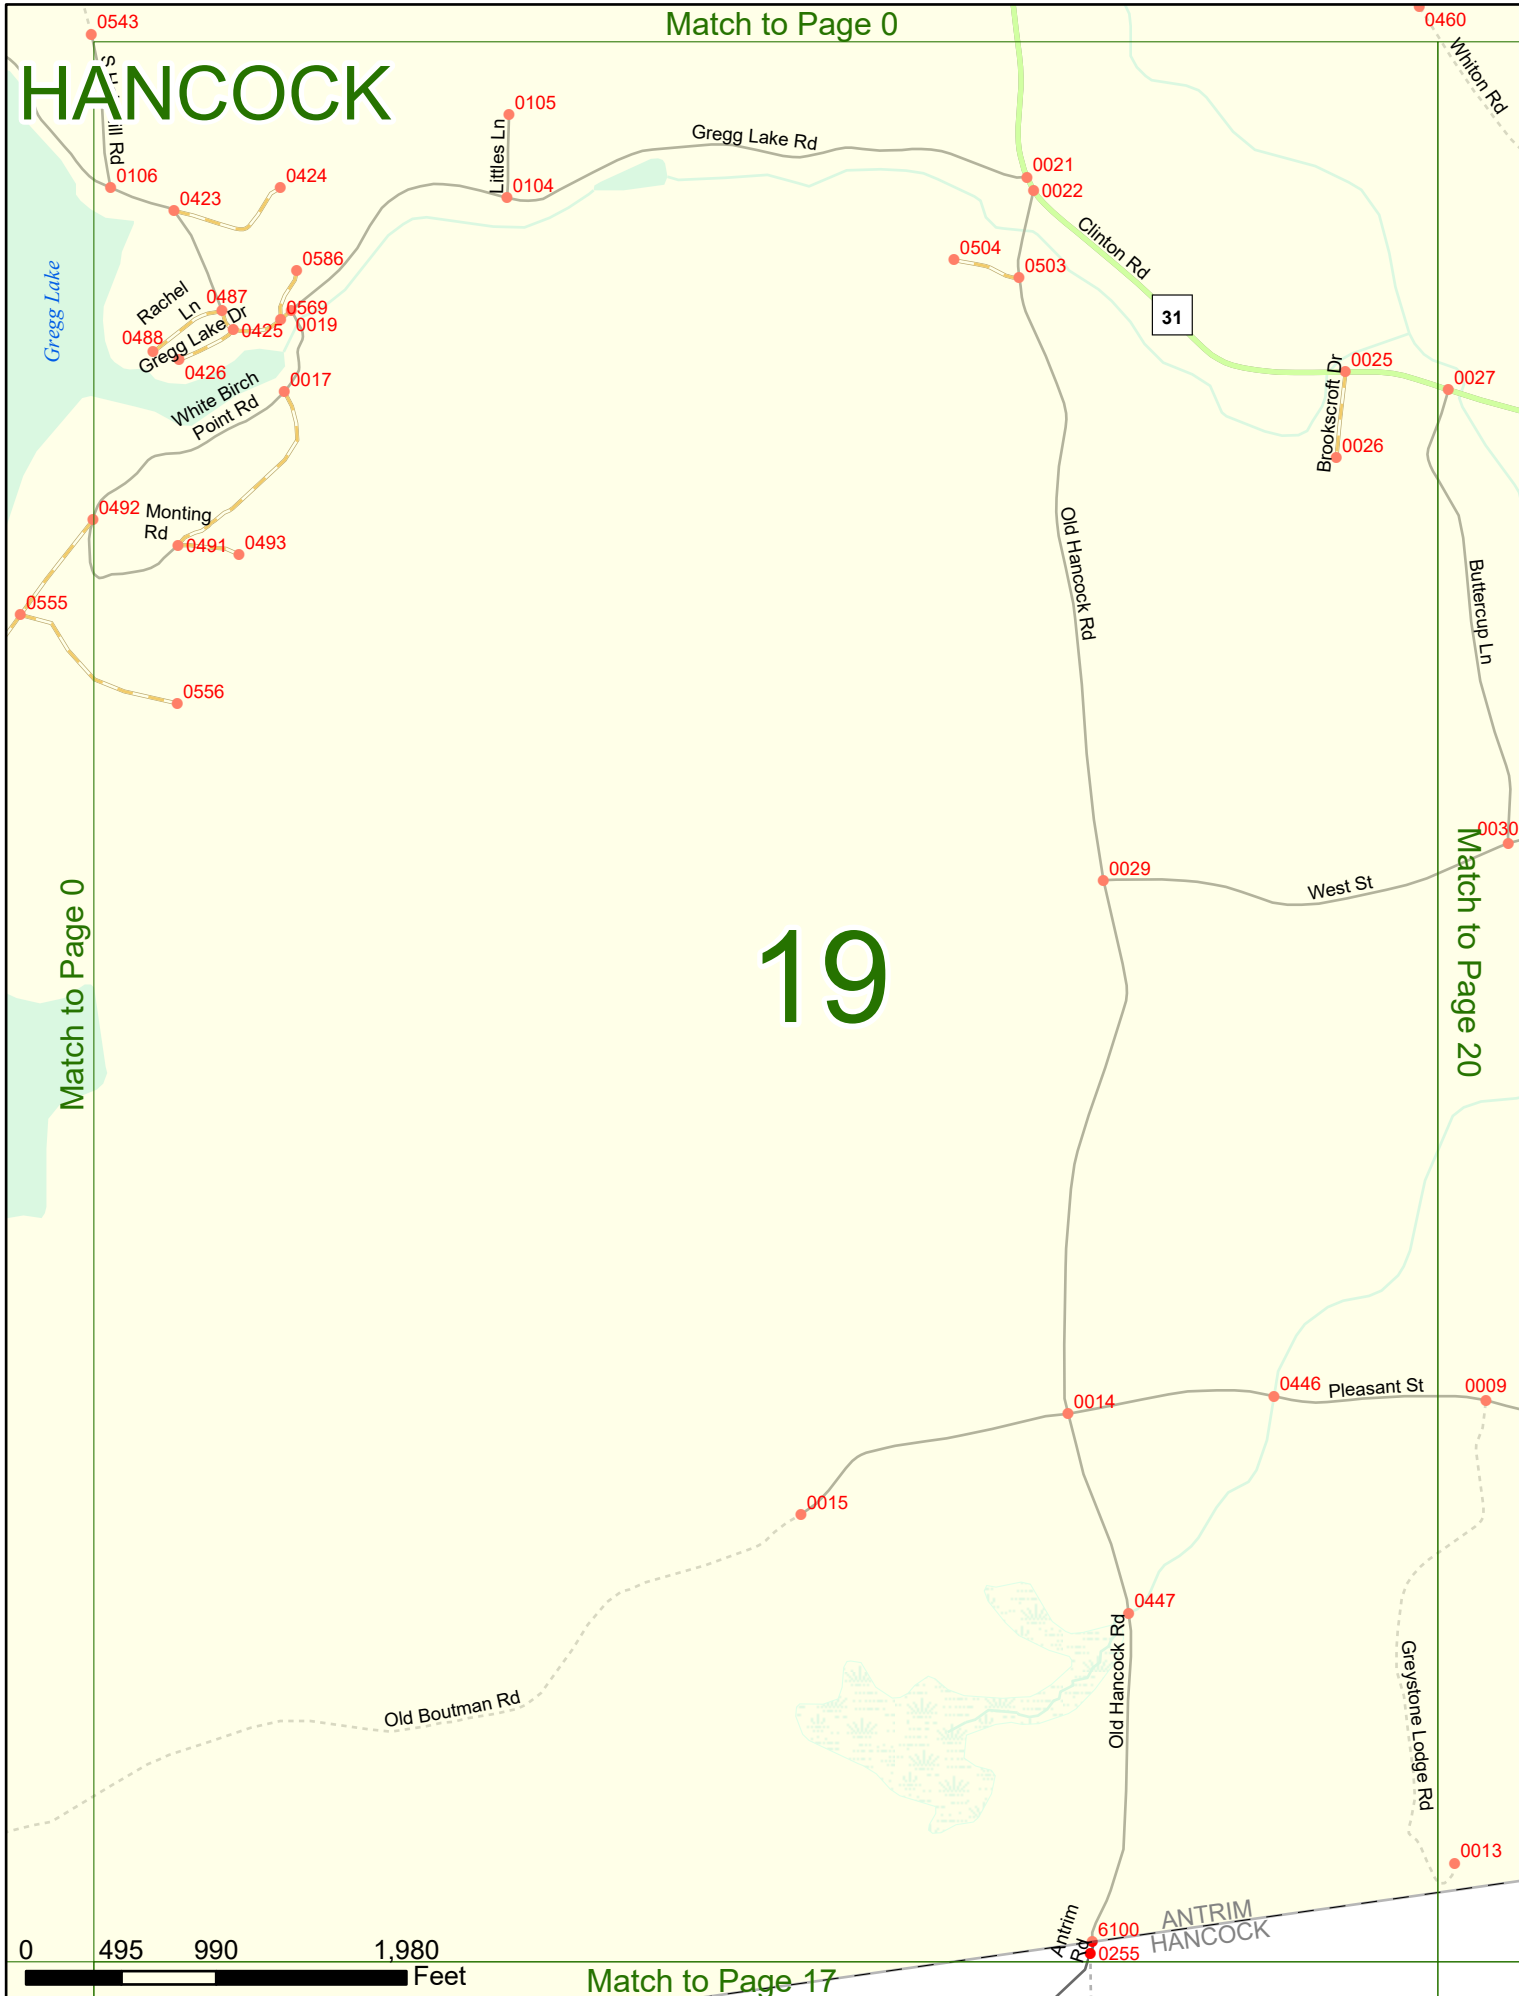 Match to Page 0
0543
0460
Whiton Rd
HANCOCK
ill Rd
0105
Littles Ln
Gregg Lake Rd
0106
0424
0104
0021
0022
0423
Clinton Rd
0504
0503
Gregg Lake
0586
Rachel
Ln
0487
0569
0019
31
0488
Gregg Lake Dr
0425
0426
0025
0027
White Birch
Point Rd
0017
Brookscroft Dr
0026
0492
Monting
Rd
0491
0493
Old Hancock Rd
Buttercup Ln
0555
0556
0030
0029
West St
Match to Page 0
19
Match to Page 20
0446
Pleasant St
0009
0014
0015
0447
Old Hancock Rd
Greystone Lodge Rd
Old Boutman Rd
0013
Antrim
Rd
6100
ANTRIM
HANCOCK
0255
0 495 990 1,980
Feet
Match to Page 17